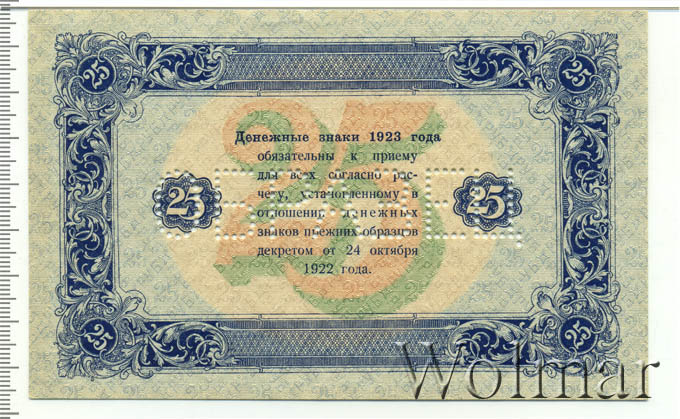 25 25
25
Денежные знаки 1923 года
обязательны к приему
для всех согласно рас-
чету, установленному в
отношении денежных
знаков прежних образцов
декретом от 24 октября
1922 года.
25 25
25 25
Wolmar